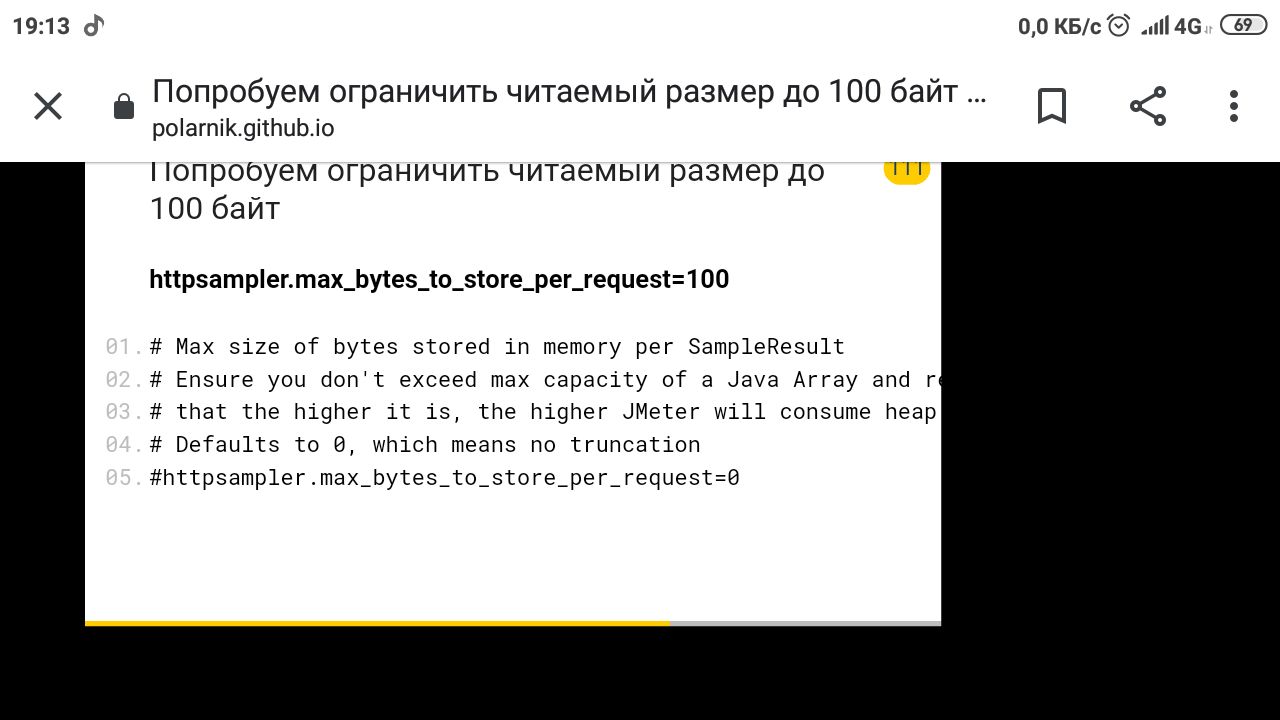 19:13
0,0 КБ/с 4G 69
Попробуем ограничить читаемый размер до 100 байт ...
polarnik.github.io
Попробуем ограничить читаемый размер до
111
100 байт
httpsampler.max_bytes_to_store_per_request=100
01. # Max size of bytes stored in memory per SampleResult
02. # Ensure you don't exceed max capacity of a Java Array and
03. # that the higher it is, the higher JMeter will consume heap
04. # Defaults to 0, which means no truncation
05. #httpsampler.max_bytes_to_store_per_request=0